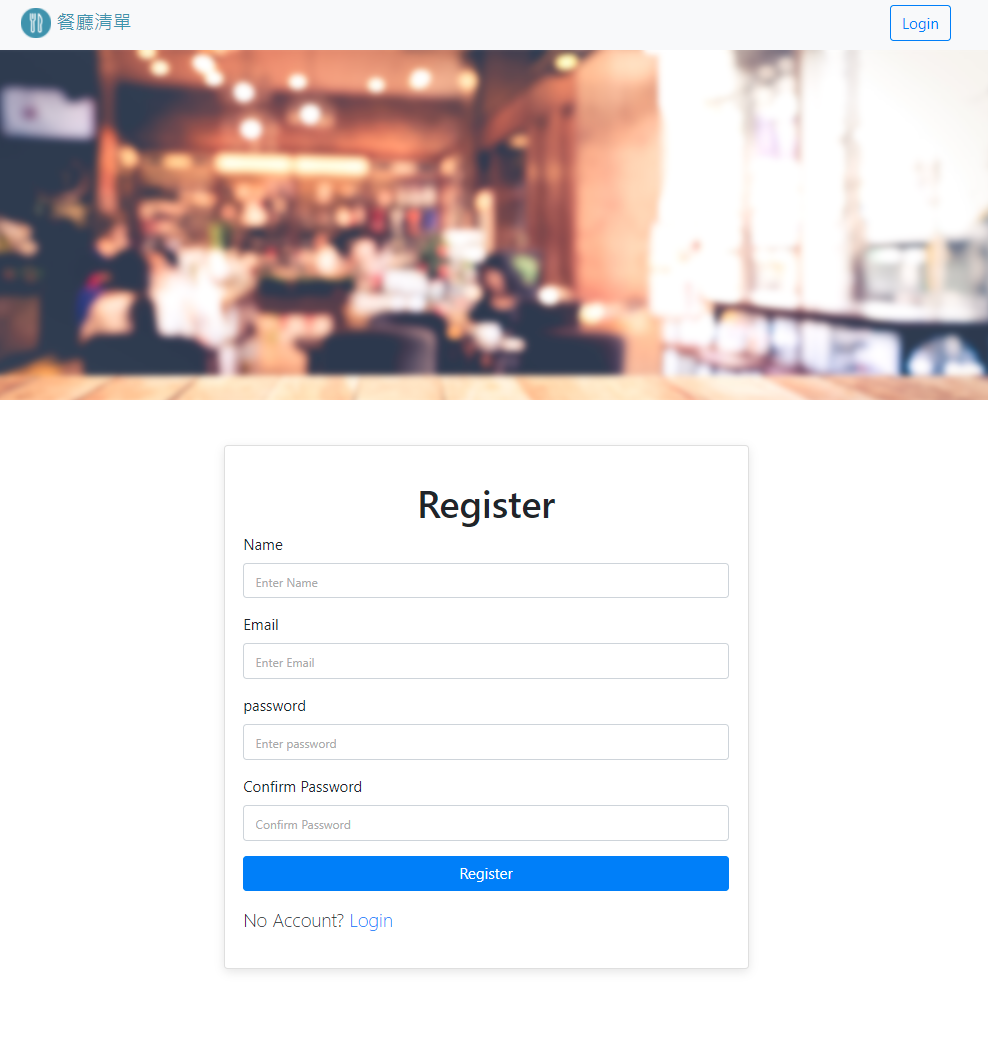 餐廳清單
Login
Register
Name
Enter Name
Email
Enter Email
password
Enter password
Confirm Password
Confirm Password
Register
No Account? Login